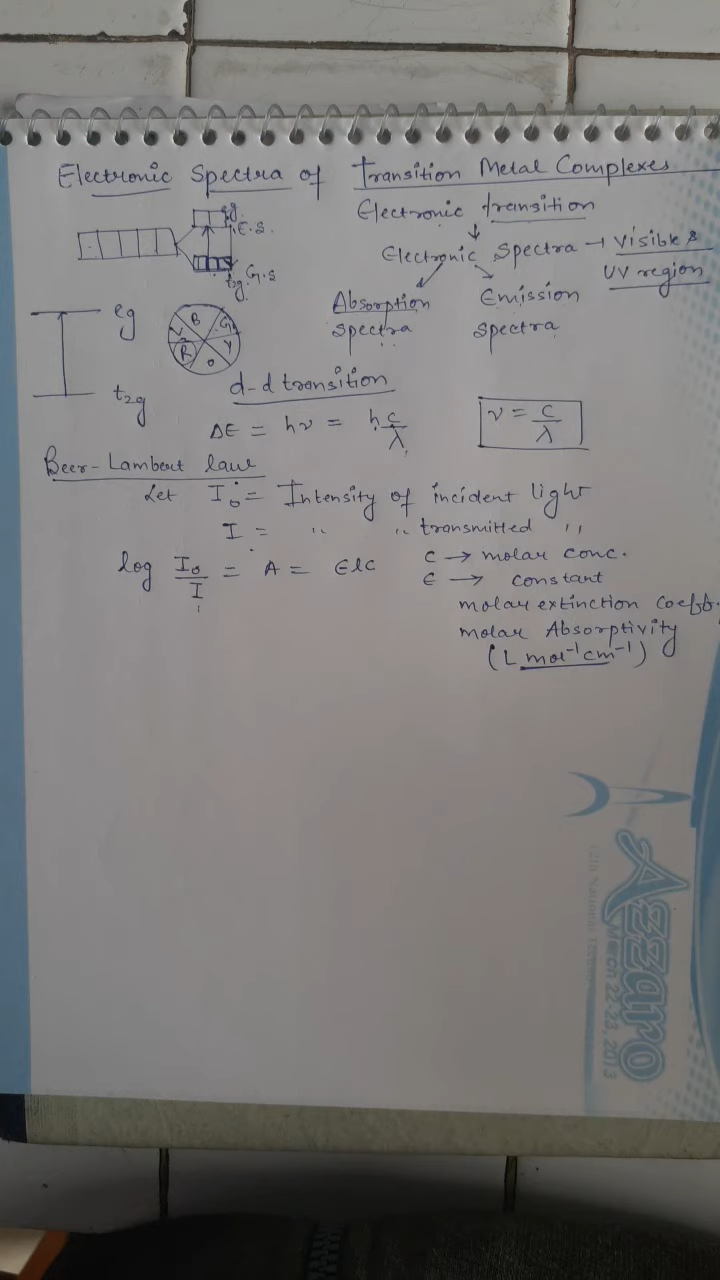 Electronic Spectra of Transition Metal Complexes
Electronic transition
eg
E.S.
t2g G.S
Electronic Spectra → Visible &
UV region
Absorption Emission
Spectra Spectra
eg
t2g
V B G Y O R
d-d transition
ΔE = hν = hc/λ
ν = c/λ
Beer-Lambert law
Let I₀ = Intensity of incident light
I = " " transmitted "
log I₀/I = A = ϵlc
c → molar conc.
ϵ → constant
molar extinction coeff.
molar Absorptivity
(L mol⁻¹cm⁻¹)
Azzaro
March 22-23, 2013